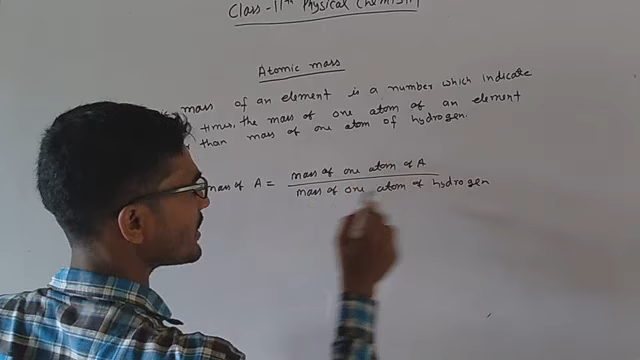 Class - 11th Physical Chemistry
Atomic mass
mass of an element is a number which indicate
times, the mass of one atom of an element
than mass of one atom of hydrogen.
mass of A = mass of one atom of A
mass of one atom of hydrogen